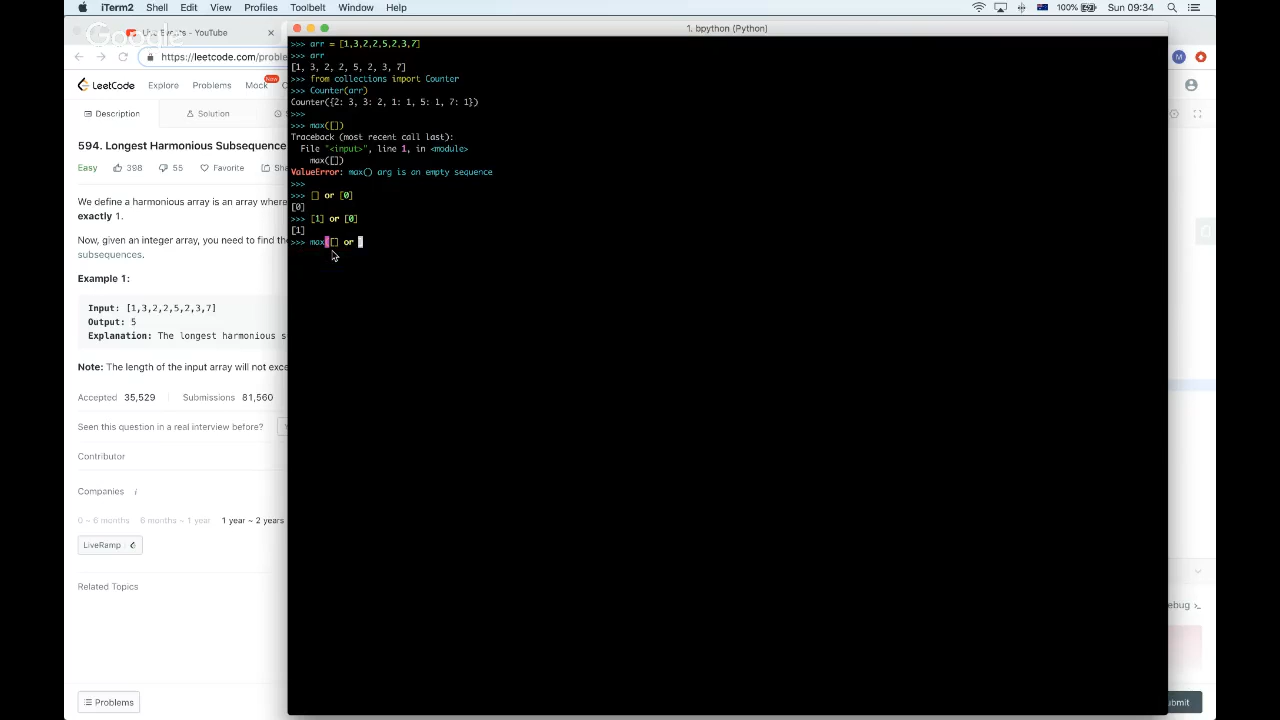 iTerm2 Shell Edit View Profiles Toolbelt Window Help 100% Sun 09:34
Google
Live Events - YouTube
1. bpython (Python)
https://leetcode.com/proble
LeetCode Explore Problems Mock New
Description Solution
594. Longest Harmonious Subsequence
Easy 398 55 Favorite Sha
We define a harmonious array is an array where
exactly 1.
Now, given an integer array, you need to find the
subsequences.
Example 1:
Input: [1,3,2,2,5,2,3,7]
Output: 5
Explanation: The longest harmonious s
Note: The length of the input array will not exce
Accepted 35,529 Submissions 81,560
Seen this question in a real interview before? Y
Contributor
Companies i
0 ~ 6 months 6 months ~ 1 year 1 year ~ 2 years
LiveRamp
Related Topics
Problems
>>> arr = [1,3,2,2,5,2,3,7]
>>> arr
[1, 3, 2, 2, 5, 2, 3, 7]
>>> from collections import Counter
>>> Counter(arr)
Counter({2: 3, 3: 2, 1: 1, 5: 1, 7: 1})
>>>
>>> max([])
Traceback (most recent call last):
File "<input>", line 1, in <module>
max([])
ValueError: max() arg is an empty sequence
>>>
>>> [] or [0]
[0]
>>> [1] or [0]
[1]
>>> max([] or
M
ebug >_
ubmit